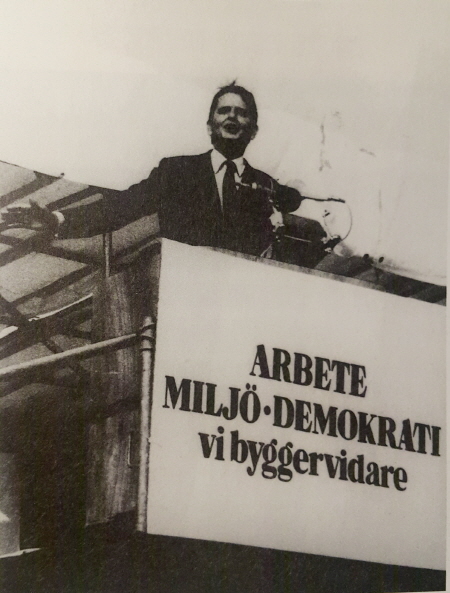 ARBETE
MILJÖ·DEMOKRATI
vi bygger vidare